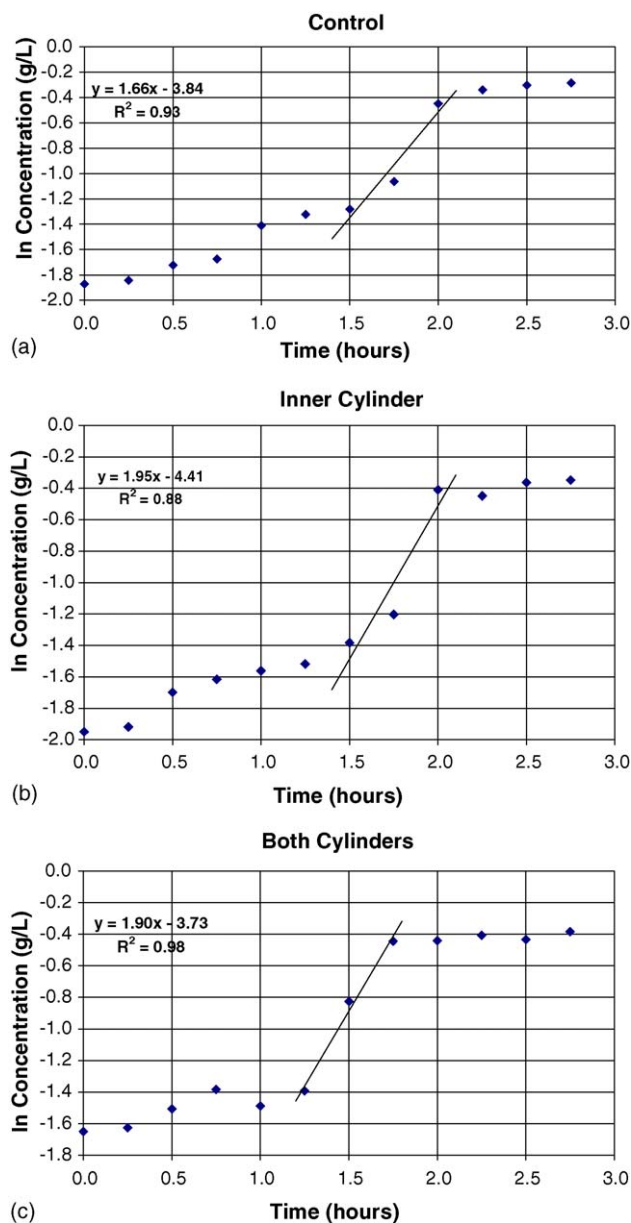 Control
ln Concentration (g/L)
0.0
-0.2
-0.4
-0.6
-0.8
-1.0
-1.2
-1.4
-1.6
-1.8
-2.0
y = 1.66x - 3.84
R² = 0.93
0.0 0.5 1.0 1.5 2.0 2.5 3.0
(a)
Time (hours)
Inner Cylinder
ln Concentration (g/L)
0.0
-0.2
-0.4
-0.6
-0.8
-1.0
-1.2
-1.4
-1.6
-1.8
-2.0
y = 1.95x - 4.41
R² = 0.88
0.0 0.5 1.0 1.5 2.0 2.5 3.0
(b)
Time (hours)
Both Cylinders
ln Concentration (g/L)
0.0
-0.2
-0.4
-0.6
-0.8
-1.0
-1.2
-1.4
-1.6
-1.8
y = 1.90x - 3.73
R² = 0.98
0.0 0.5 1.0 1.5 2.0 2.5 3.0
(c)
Time (hours)